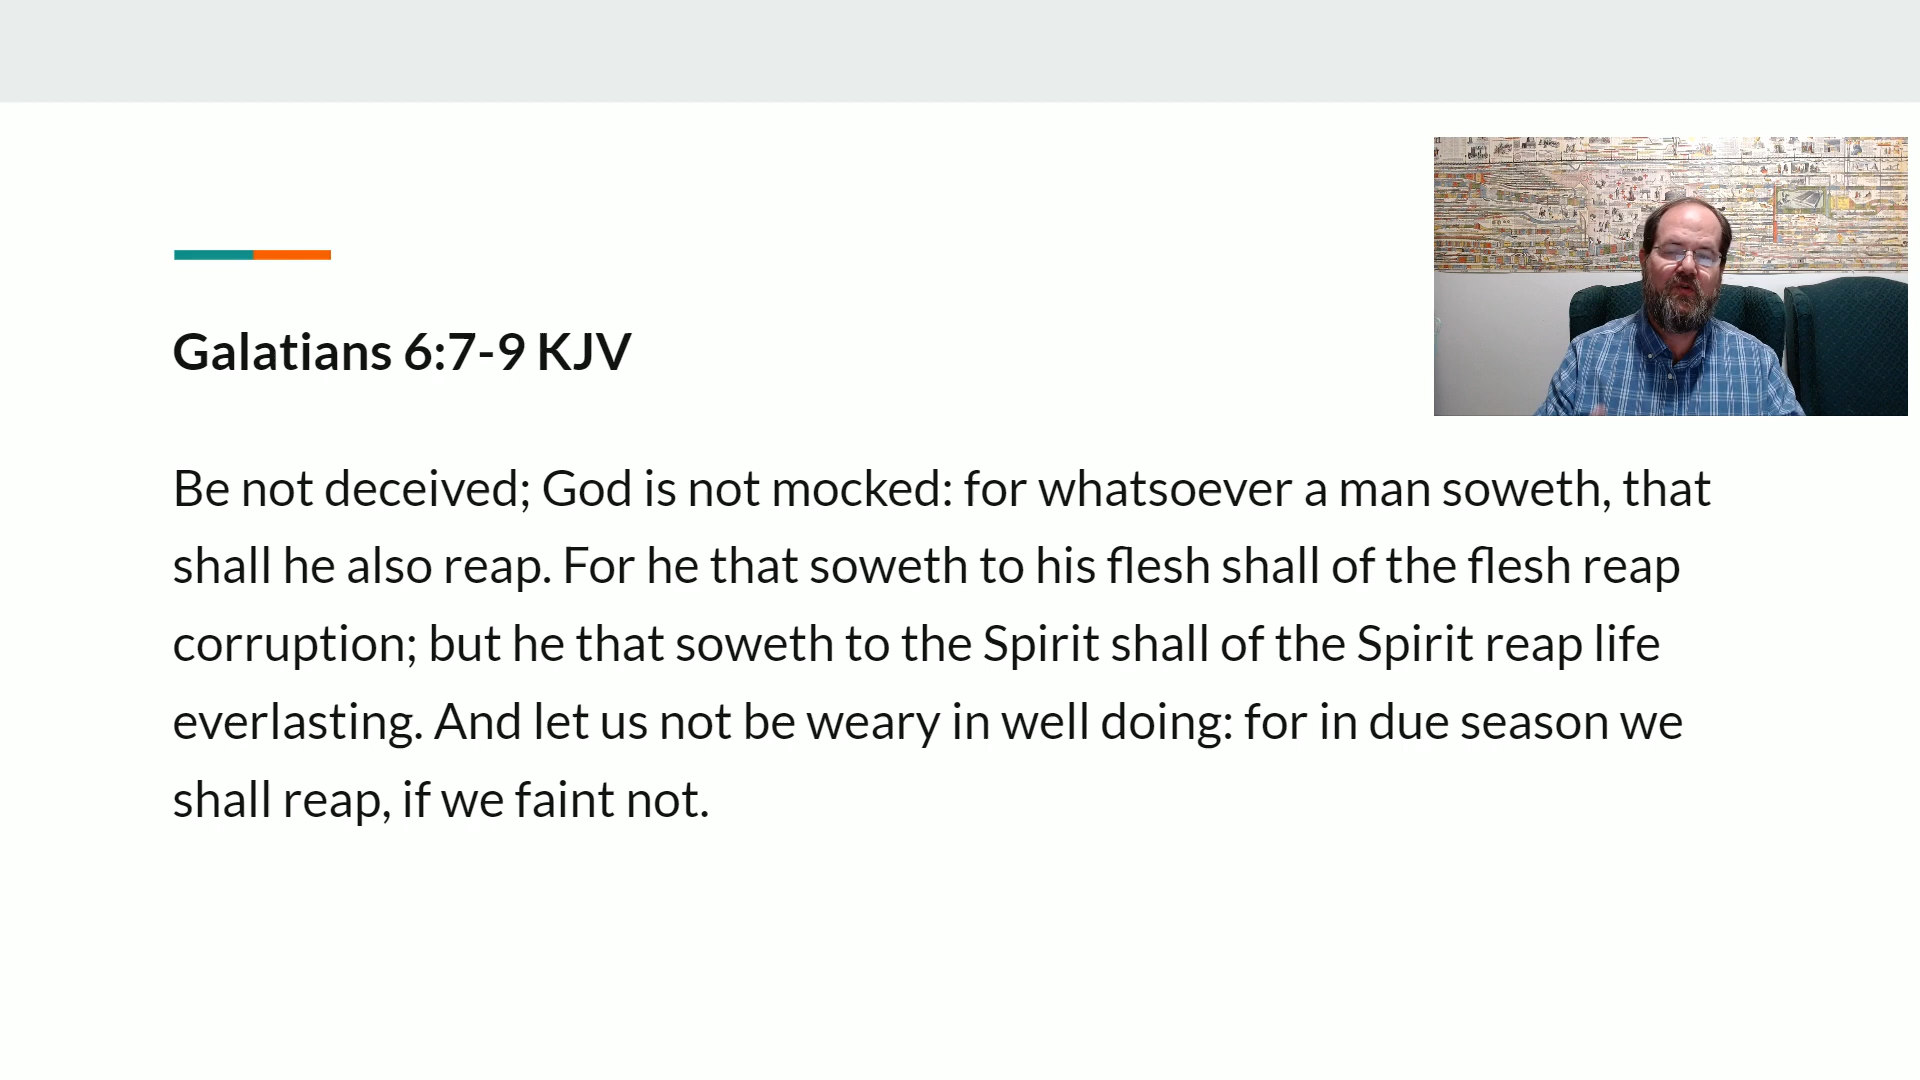 Galatians 6:7-9 KJV
Be not deceived; God is not mocked: for whatsoever a man soweth, that
shall he also reap. For he that soweth to his flesh shall of the flesh reap
corruption; but he that soweth to the Spirit shall of the Spirit reap life
everlasting. And let us not be weary in well doing: for in due season we
shall reap, if we faint not.